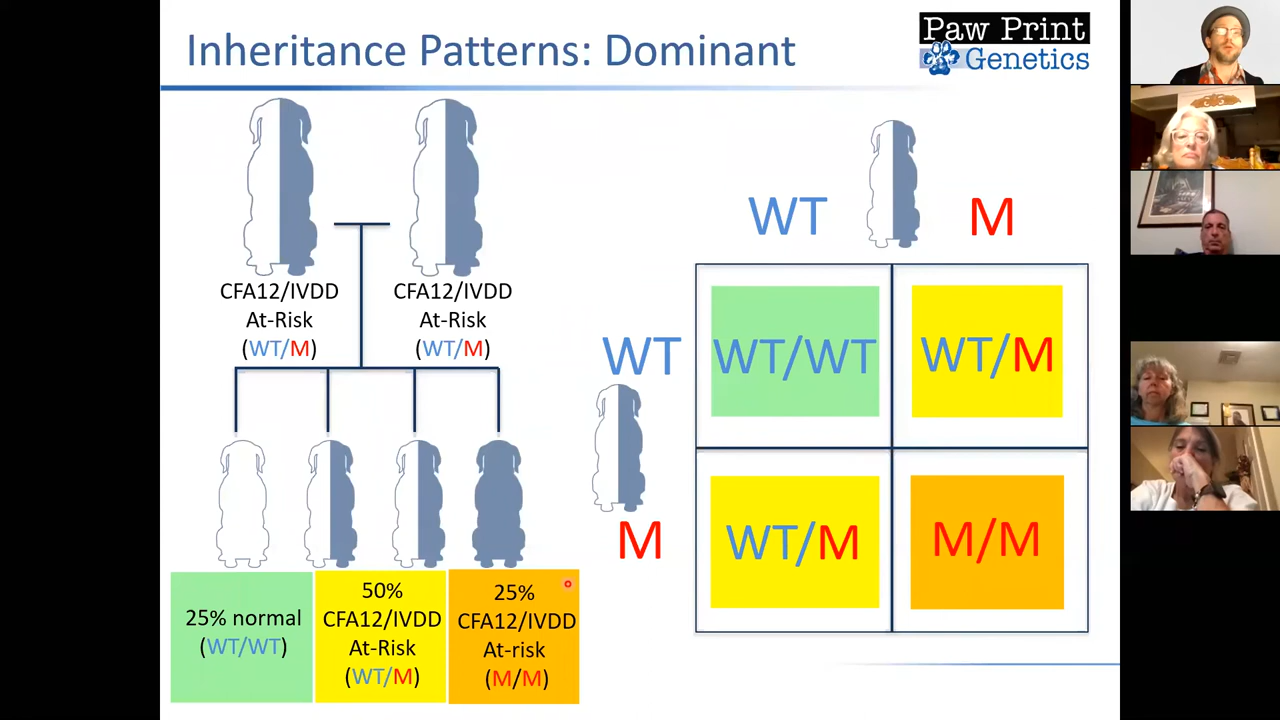 Inheritance Patterns: Dominant
Paw Print
Genetics
CFA12/IVDD
At-Risk
(WT/M)
CFA12/IVDD
At-Risk
(WT/M)
25% normal
(WT/WT)
50%
CFA12/IVDD
At-Risk
(WT/M)
25%
CFA12/IVDD
At-risk
(M/M)
WT
M
WT
WT/WT
WT/M
M
WT/M
M/M